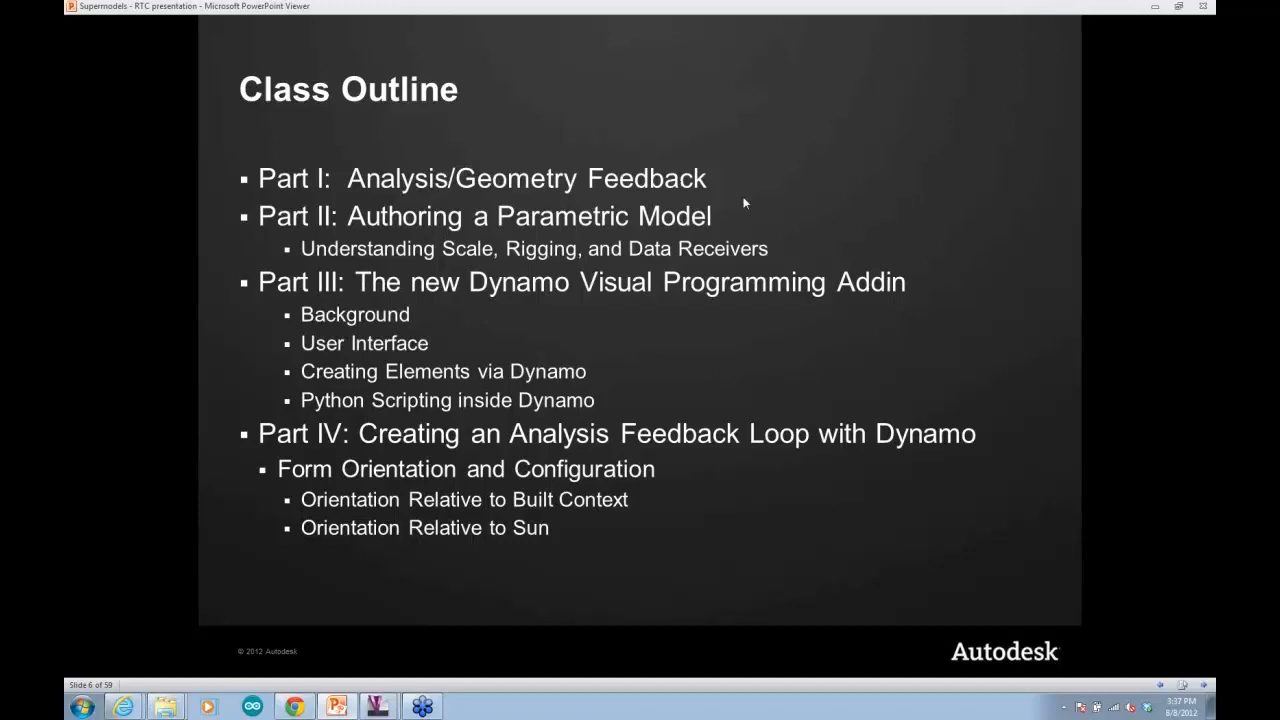 Supermodels - RTC presentation - Microsoft PowerPoint Viewer
Class Outline
Part I: Analysis/Geometry Feedback
Part II: Authoring a Parametric Model
Understanding Scale, Rigging, and Data Receivers
Part III: The new Dynamo Visual Programming Addin
Background
User Interface
Creating Elements via Dynamo
Python Scripting inside Dynamo
Part IV: Creating an Analysis Feedback Loop with Dynamo
Form Orientation and Configuration
Orientation Relative to Built Context
Orientation Relative to Sun
© 2012 Autodesk
Autodesk
Slide 6 of 59
3:37 PM
8/8/2012